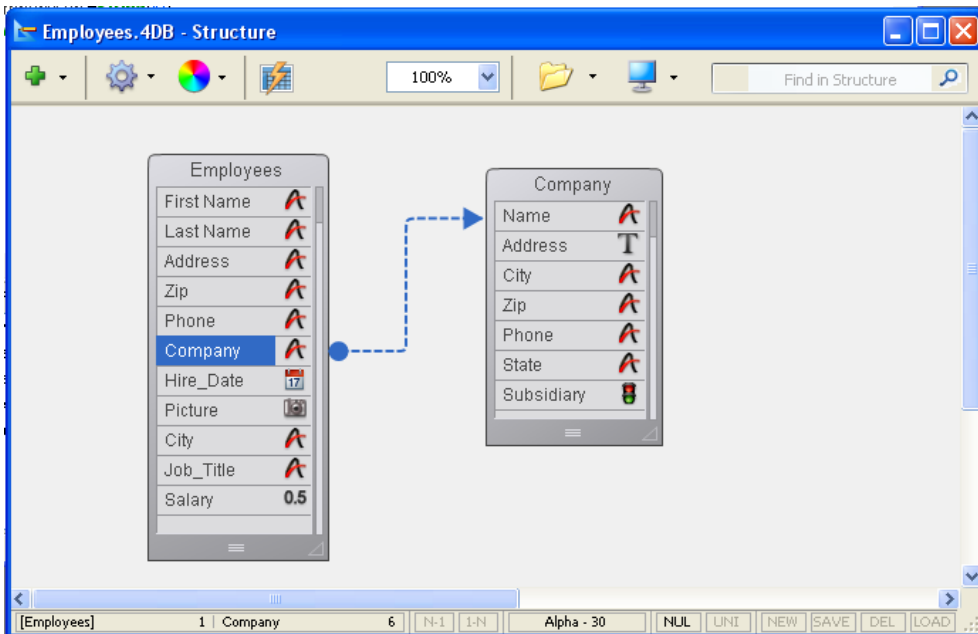 Employees.4DB - Structure
100%
Find in Structure
Employees
First Name
Last Name
Address
Zip
Phone
Company
Hire_Date
17
Picture
City
Job_Title
Salary 0.5
Company
Name
Address T
City
Zip
Phone
State
Subsidiary
[Employees] 1 Company 6 N-1 1-N Alpha - 30 NUL UNI NEW SAVE DEL LOAD